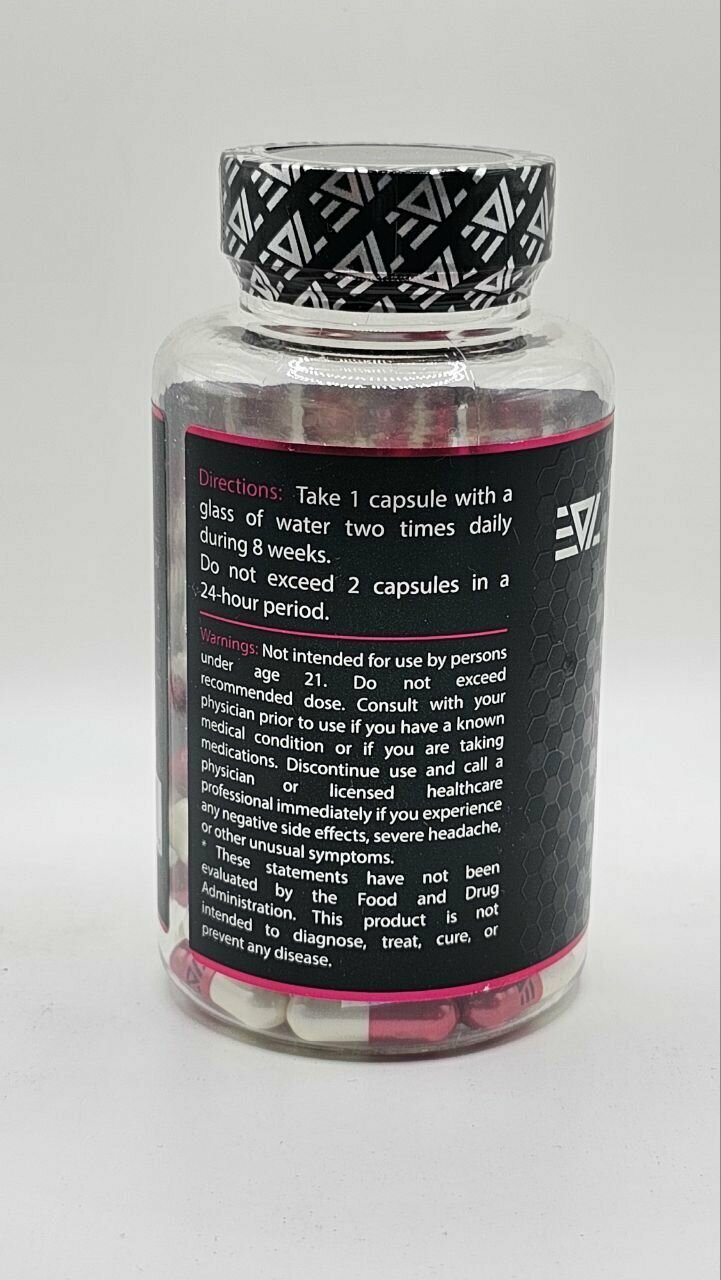 Directions: Take 1 capsule with a
glass of water two times daily
during 8 weeks.
Do not exceed 2 capsules in a
24-hour period.
Warnings: Not intended for use by persons
under age 21. Do not exceed
recommended dose. Consult with your
physician prior to use if you have a known
medical condition or if you are taking
medications. Discontinue use and call a
physician or licensed healthcare
professional immediately if you experience
any negative side effects, severe headache,
or other unusual symptoms.
* These statements have not been
evaluated by the Food and Drug
Administration. This product is not
intended to diagnose, treat, cure, or
prevent any disease.